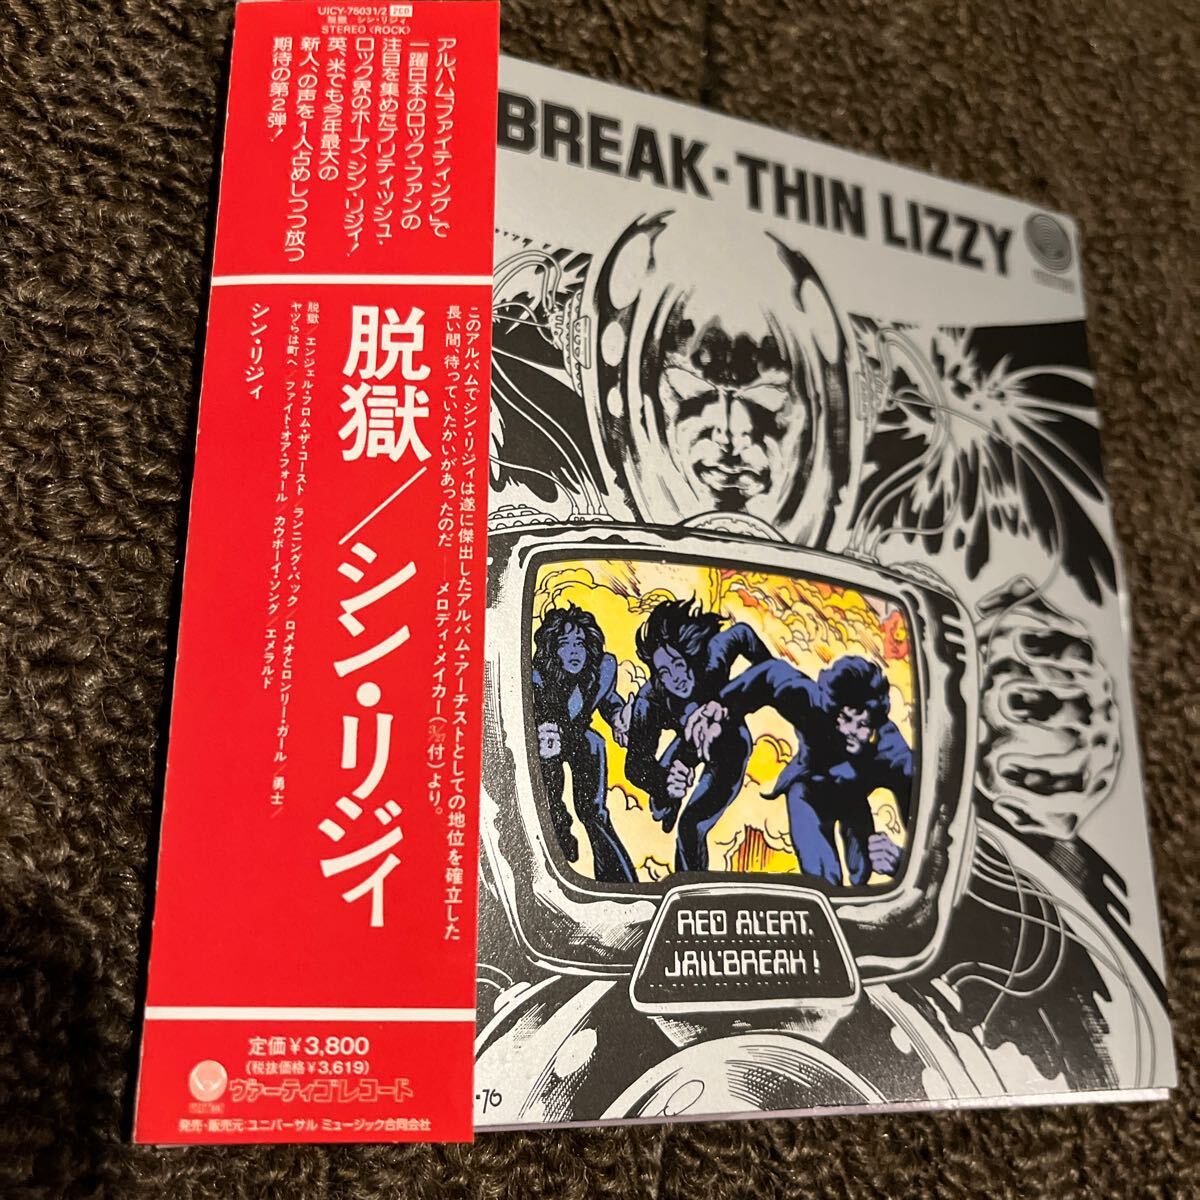 UICY-75031/2 2CD
脱獄 シン・リジィ
STEREO <ROCK>
アルバム「ファイティング」で
一躍日本のロック・ファンの
注目を集めたブリティッシュ・
ロック界のホープ、シン・リジィ!
英、米でも今年最大の
新人、の声を1人占めしつつ放つ
期待の第2弾!
このアルバムでシン・リジィは遂に傑出したアルバム・アーチストとしての地位を確立した
長い間、待っていたかいがあったのだ──メロディ・メイカー(付)より。
脱獄/シン・リジィ
脱獄/エンジェル・フロム・ザ・コースト/ランニング・バック/ロメオとロンリー・ガール/勇士/
ヤツらは町へ/ファイト・オア・フォール/カウボーイ・ソング/エメラルド
シン・リジィ
定価¥3,800
(税抜価格¥3,619)
ヴァーティゴレコード
発売・販売元:ユニバーサル ミュージック合同会社
BREAK・THIN LIZZY
RED ALERT.
JAILBREAK!
-76